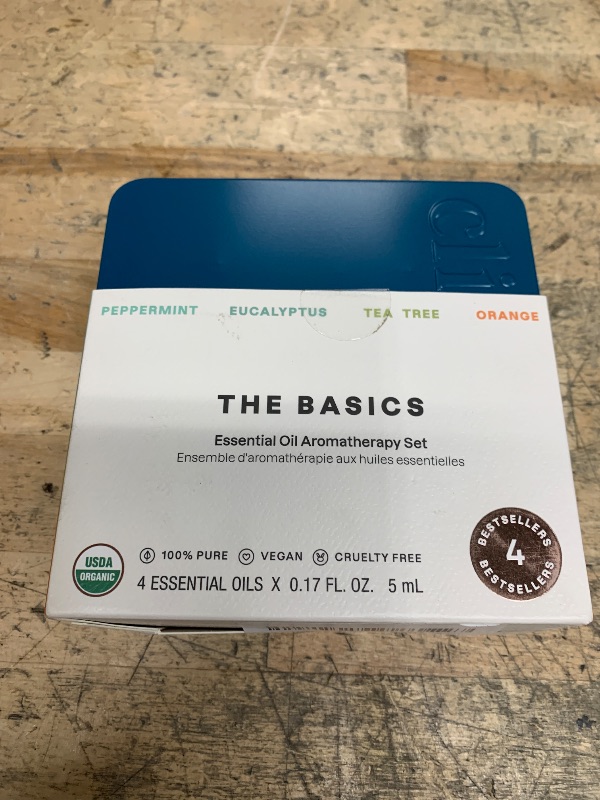 cli
PEPPERMINT EUCALYPTUS TEA TREE ORANGE
THE BASICS
Essential Oil Aromatherapy Set
Ensemble d'aromathérapie aux huiles essentielles
USDA
ORGANIC
100% PURE VEGAN CRUELTY FREE
4 ESSENTIAL OILS X 0.17 FL. OZ. 5 mL
BESTSELLERS
4
BESTSELLERS